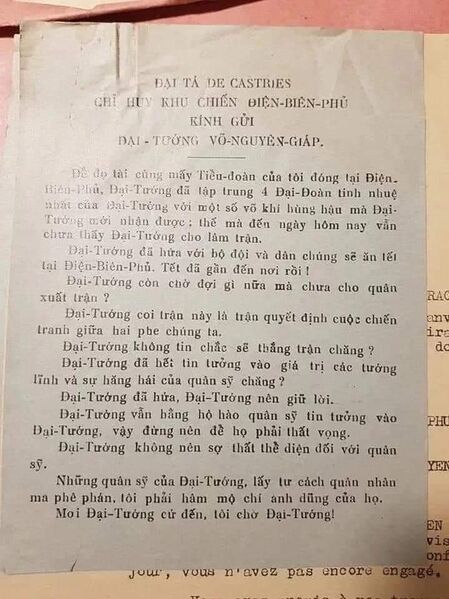 ĐẠI TÁ DE CASTRIES
CHỈ HUY KHU CHIẾN ĐIỆN-BIÊN-PHỦ
KÍNH GỬI
ĐẠI-TƯỚNG VÕ-NGUYÊN-GIÁP.
Để đọ tài cùng mấy Tiểu-đoàn của tôi đóng tại Điện-
Biên-Phủ, Đại-Tướng đã tập trung 4 Đại-Đoàn tinh nhuệ
nhất của Đại-Tướng với một số võ khí hùng hậu mà Đại-
Tướng mới nhận được; thế mà đến ngày hôm nay vẫn
chưa thấy Đại-Tướng cho lâm trận.
Đại-Tướng đã hứa với bộ đội và dân chúng sẽ ăn tết
tại Điện-Biên-Phủ. Tết đã gần đến nơi rồi !
Đại-Tướng còn chờ đợi gì nữa mà chưa cho quân
xuất trận ?
Đại-Tướng coi trận này là trận quyết định cuộc chiến
tranh giữa hai phe chúng ta.
Đại-Tướng không tin chắc sẽ thắng trận chăng ?
Đại-Tướng đã hết tin tưởng vào giá trị các tướng
lĩnh và sự hăng hái của quân sỹ chăng ?
Đại-Tướng đã hứa, Đại-Tướng nên giữ lời.
Đại-Tướng vẫn hằng hô hào quân sỹ tin tưởng vào
Đại-Tướng, vậy đừng nên để họ phải thất vọng.
Đại-Tướng không nên sợ thất thể diện đối với quân
sỹ.
Những quân sỹ của Đại-Tướng, lấy tư cách quân nhân
ma phê phán, tôi phải hâm mộ chí anh dũng của họ.
Mơi Đại-Tướng cứ đến, tôi chờ Đại-Tướng!
jour, vous n'avez pas encore engagé.